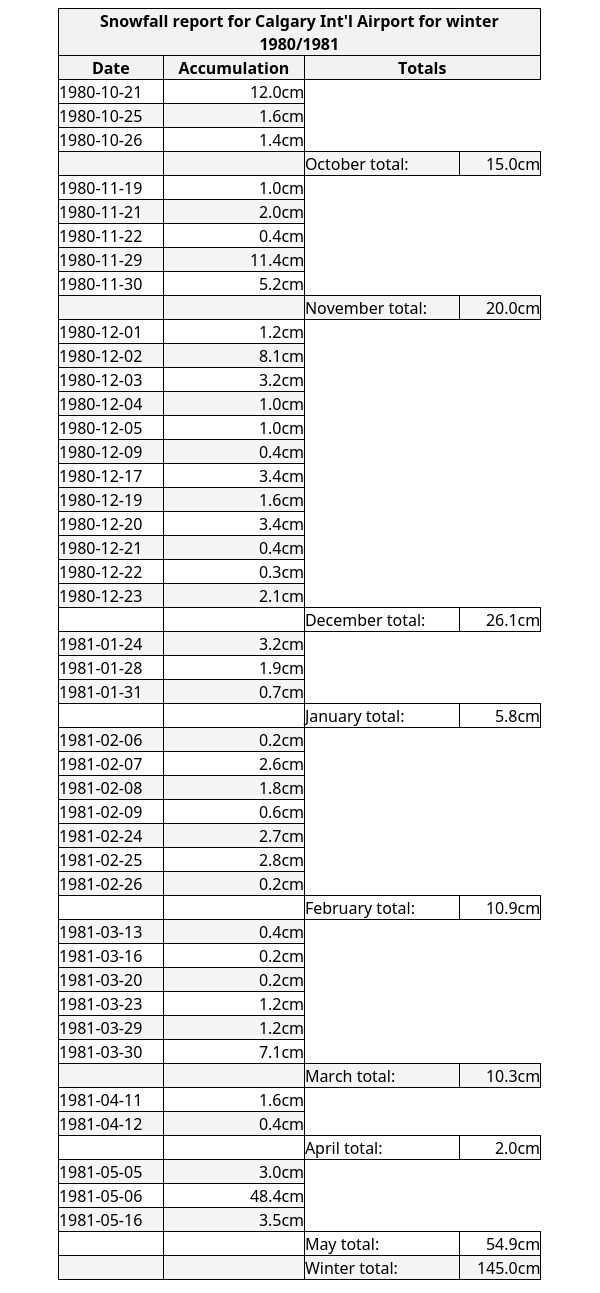 Snowfall report for Calgary Int'l Airport for winter
1980/1981
Date Accumulation Totals
1980-10-21 12.0cm
1980-10-25 1.6cm
1980-10-26 1.4cm
October total: 15.0cm
1980-11-19 1.0cm
1980-11-21 2.0cm
1980-11-22 0.4cm
1980-11-29 11.4cm
1980-11-30 5.2cm
November total: 20.0cm
1980-12-01 1.2cm
1980-12-02 8.1cm
1980-12-03 3.2cm
1980-12-04 1.0cm
1980-12-05 1.0cm
1980-12-09 0.4cm
1980-12-17 3.4cm
1980-12-19 1.6cm
1980-12-20 3.4cm
1980-12-21 0.4cm
1980-12-22 0.3cm
1980-12-23 2.1cm
December total: 26.1cm
1981-01-24 3.2cm
1981-01-28 1.9cm
1981-01-31 0.7cm
January total: 5.8cm
1981-02-06 0.2cm
1981-02-07 2.6cm
1981-02-08 1.8cm
1981-02-09 0.6cm
1981-02-24 2.7cm
1981-02-25 2.8cm
1981-02-26 0.2cm
February total: 10.9cm
1981-03-13 0.4cm
1981-03-16 0.2cm
1981-03-20 0.2cm
1981-03-23 1.2cm
1981-03-29 1.2cm
1981-03-30 7.1cm
March total: 10.3cm
1981-04-11 1.6cm
1981-04-12 0.4cm
April total: 2.0cm
1981-05-05 3.0cm
1981-05-06 48.4cm
1981-05-16 3.5cm
May total: 54.9cm
Winter total: 145.0cm